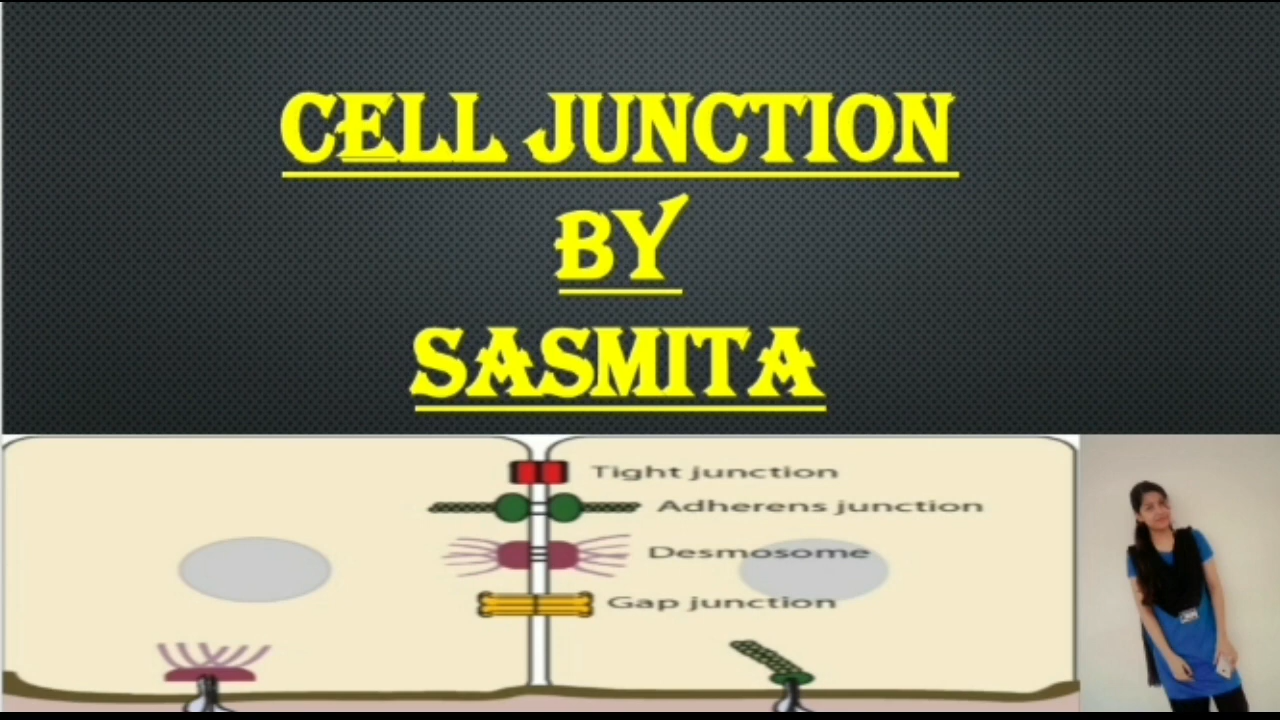 CELL JUNCTION
BY
SASMITA
Tight junction
Adherens junction
Desmosome
Gap junction